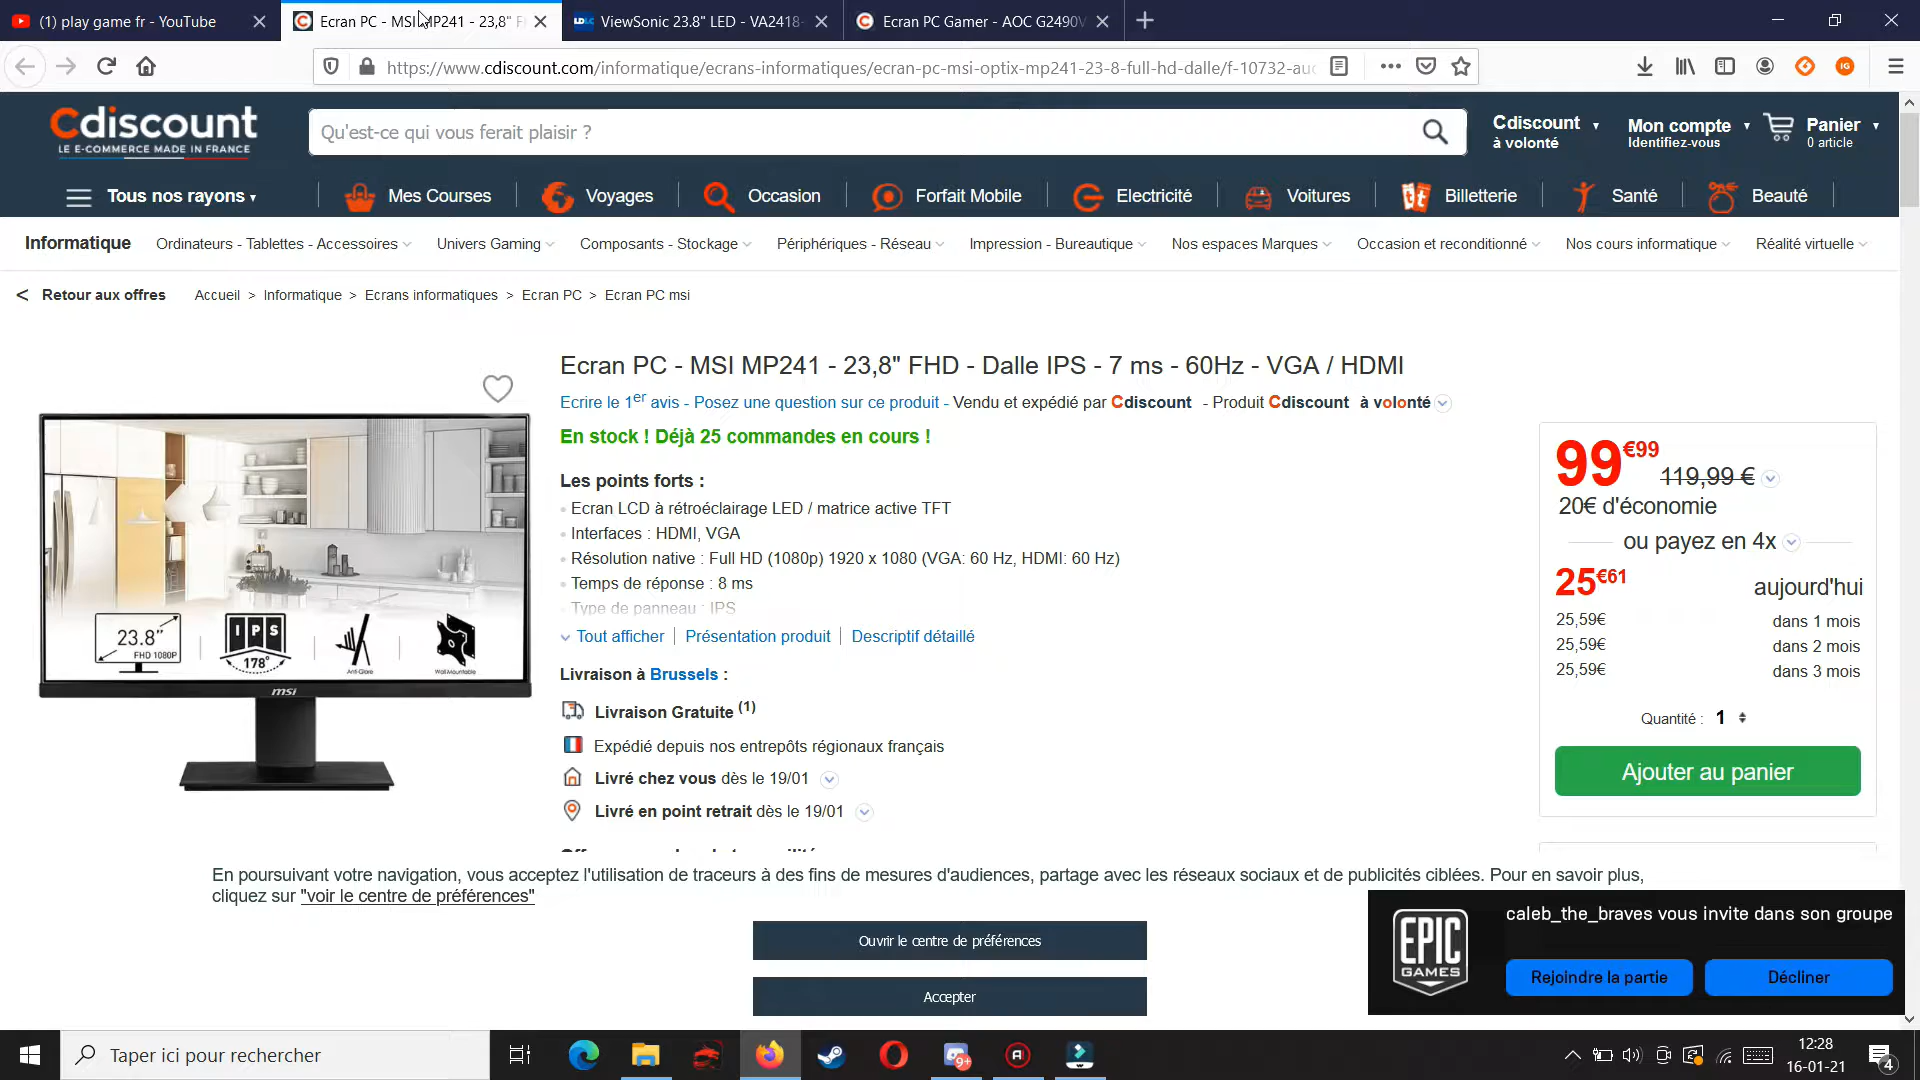 (1) play game fr - YouTube
Ecran PC - MSI MP241 - 23,8" F
ViewSonic 23.8" LED - VA2418-
Ecran PC Gamer - AOC G2490V
https://www.cdiscount.com/informatique/ecrans-informatiques/ecran-pc-msi-optix-mp241-23-8-full-hd-dalle/f-10732-auc
Cdiscount
LE E-COMMERCE MADE IN FRANCE
Qu'est-ce qui vous ferait plaisir ?
Cdiscount
à volonté
Mon compte
Identifiez-vous
Panier
0 article
Tous nos rayons
Mes Courses
Voyages
Occasion
Forfait Mobile
Electricité
Voitures
Billetterie
Santé
Beauté
Informatique
Ordinateurs - Tablettes - Accessoires
Univers Gaming
Composants - Stockage
Périphériques - Réseau
Impression - Bureautique
Nos espaces Marques
Occasion et reconditionné
Nos cours informatique
Réalité virtuelle
< Retour aux offres
Accueil > Informatique > Ecrans informatiques > Ecran PC > Ecran PC msi
Ecran PC - MSI MP241 - 23,8" FHD - Dalle IPS - 7 ms - 60Hz - VGA / HDMI
Ecrire le 1er avis - Posez une question sur ce produit - Vendu et expédié par Cdiscount - Produit Cdiscount à volonté
En stock ! Déjà 25 commandes en cours !
Les points forts :
Ecran LCD à rétroéclairage LED / matrice active TFT
Interfaces : HDMI, VGA
Résolution native : Full HD (1080p) 1920 x 1080 (VGA: 60 Hz, HDMI: 60 Hz)
Temps de réponse : 8 ms
Type de panneau : IPS
Tout afficher
Présentation produit
Descriptif détaillé
23.8"
FHD 1080P
IPS
178°
Anti-Glare
Wall Mountable
msi
Livraison à Brussels :
Livraison Gratuite (1)
Expédié depuis nos entrepôts régionaux français
Livré chez vous dès le 19/01
Livré en point retrait dès le 19/01
99€99
119,99 €
20€ d'économie
ou payez en 4x
25€61 aujourd'hui
25,59€ dans 1 mois
25,59€ dans 2 mois
25,59€ dans 3 mois
Quantité : 1
Ajouter au panier
En poursuivant votre navigation, vous acceptez l'utilisation de traceurs à des fins de mesures d'audiences, partage avec les réseaux sociaux et de publicités ciblées. Pour en savoir plus,
cliquez sur "voir le centre de préférences"
Ouvrir le centre de préférences
Accepter
EPIC
GAMES
caleb_the_braves vous invite dans son groupe
Rejoindre la partie
Décliner
Taper ici pour rechercher
9+
12:28
16-01-21
4